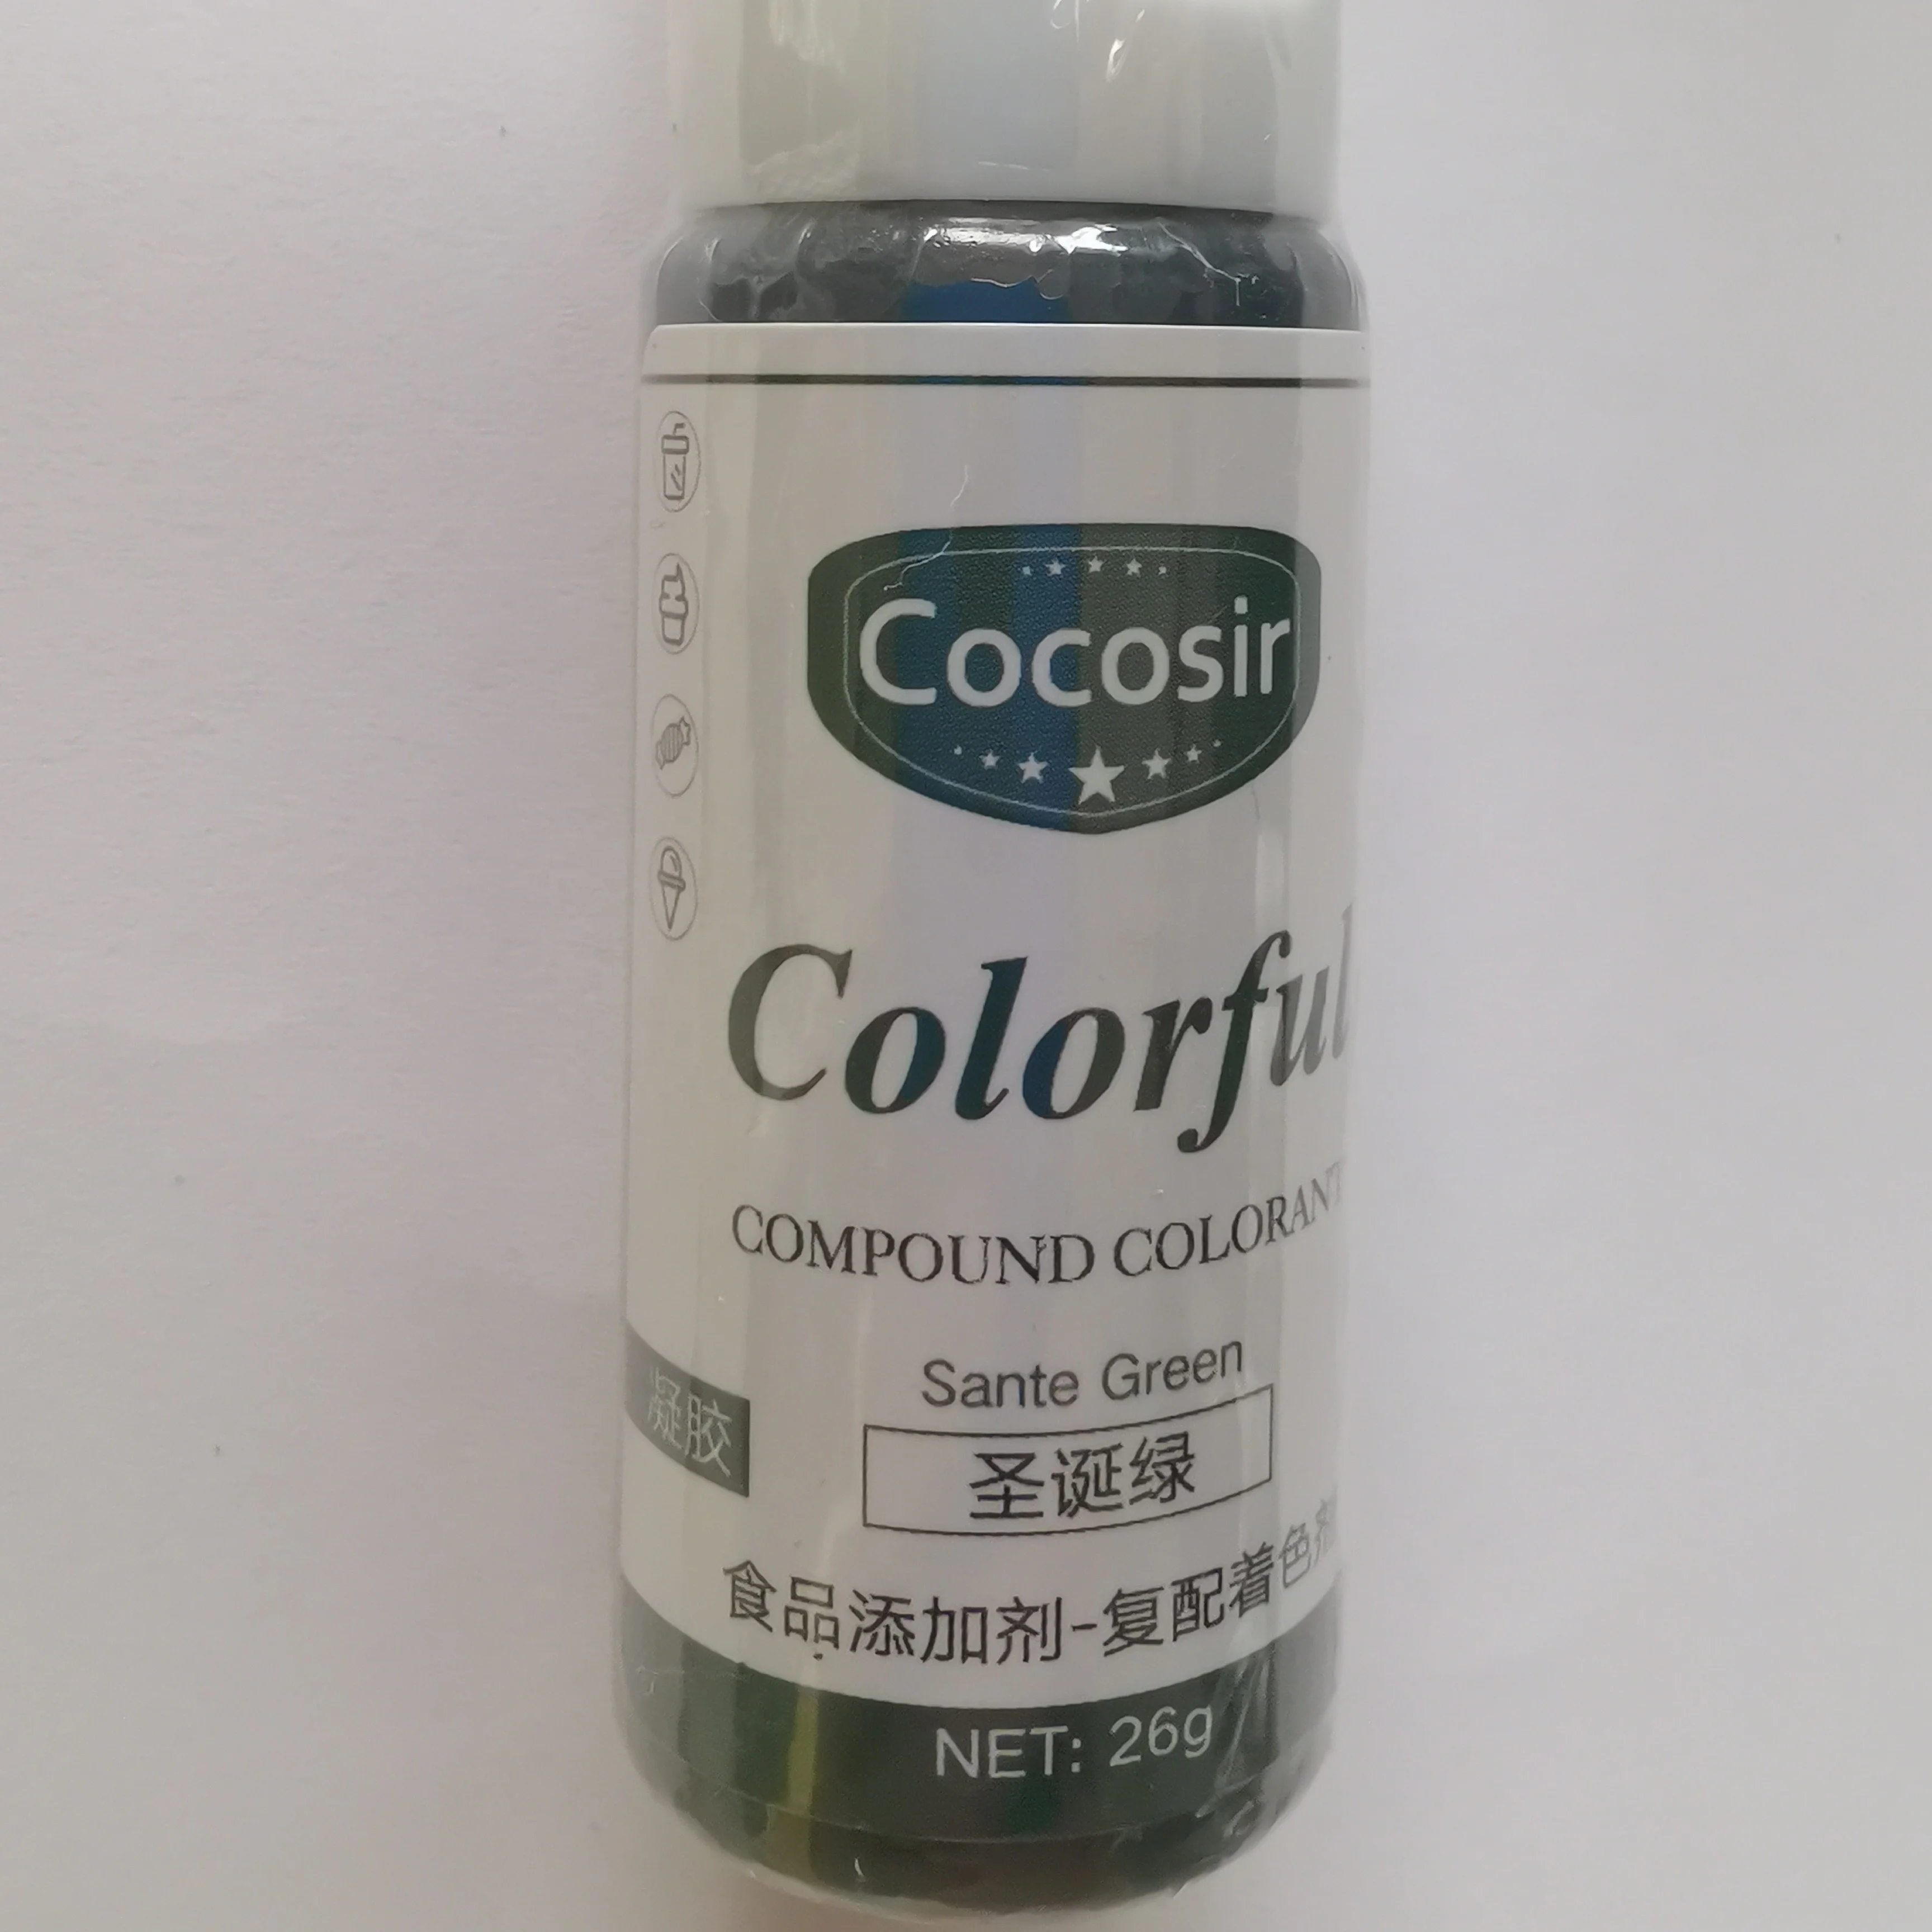 Cocosir
Colorful
COMPOUND COLORANT
Sante Green
圣诞绿
凝胶
食品添加剂-复配着色剂
NET: 26g